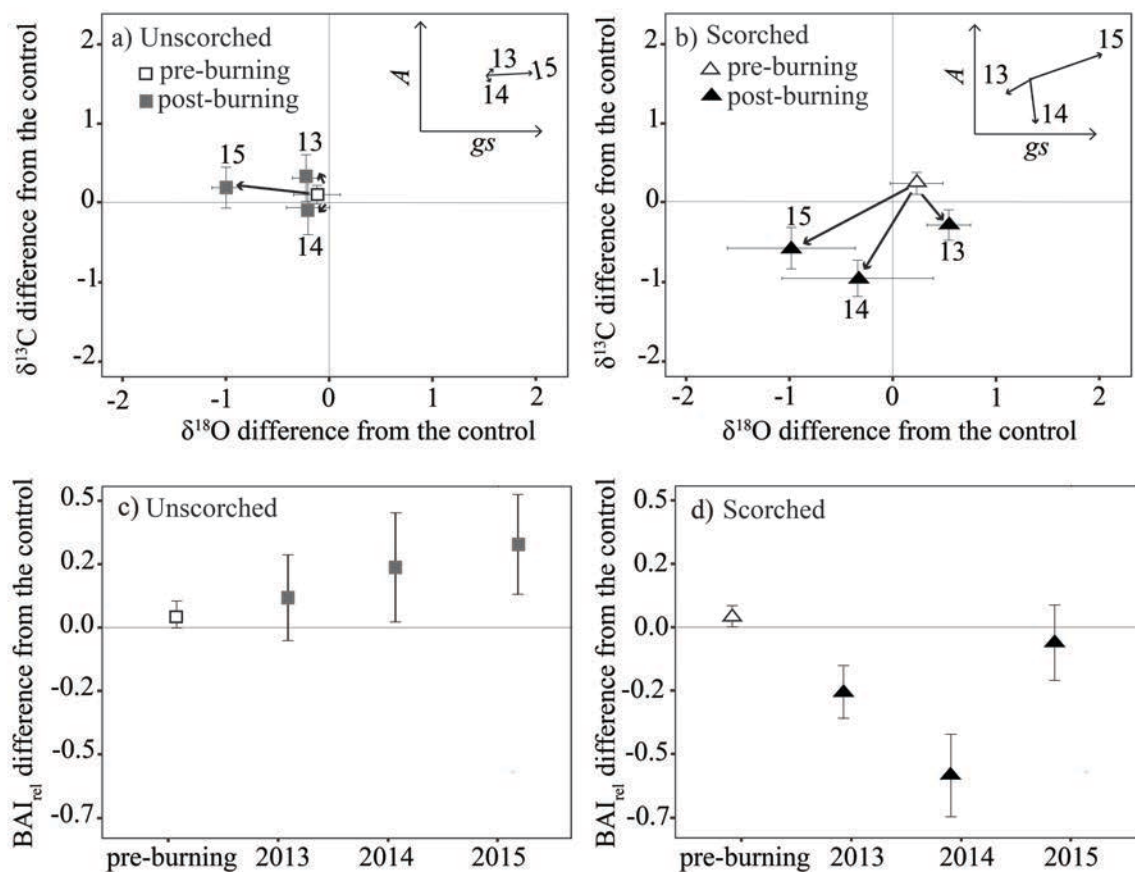 a) Unscorched
pre-burning
post-burning
A
13
15
14
gs
15
13
14
2
1
0
-1
-2
δ¹³C difference from the control
-2 -1 0 1 2
δ¹⁸O difference from the control
b) Scorched
pre-burning
post-burning
A
15
13
14
gs
15
13
14
2
1
0
-1
-2
δ¹³C difference from the control
-2 -1 0 1 2
δ¹⁸O difference from the control
c) Unscorched
0.5
0.2
0.0
-0.2
-0.5
-0.7
BAIrel difference from the control
pre-burning 2013 2014 2015
d) Scorched
0.5
0.2
0.0
-0.2
-0.5
-0.7
BAIrel difference from the control
pre-burning 2013 2014 2015